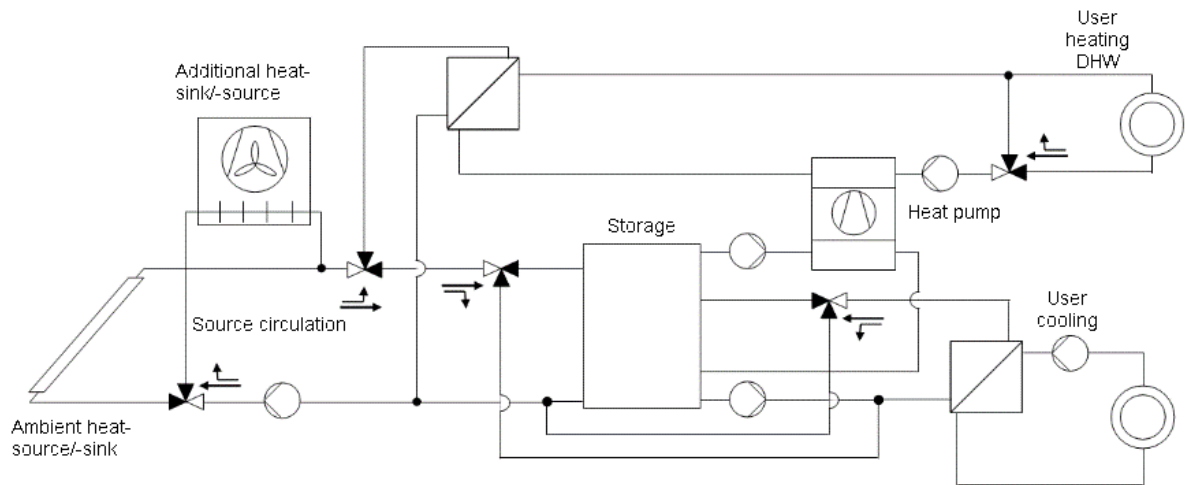 User
heating
DHW
Additional heat-
sink/-source
Heat pump
Storage
Source circulation
User
cooling
Ambient heat-
source/-sink